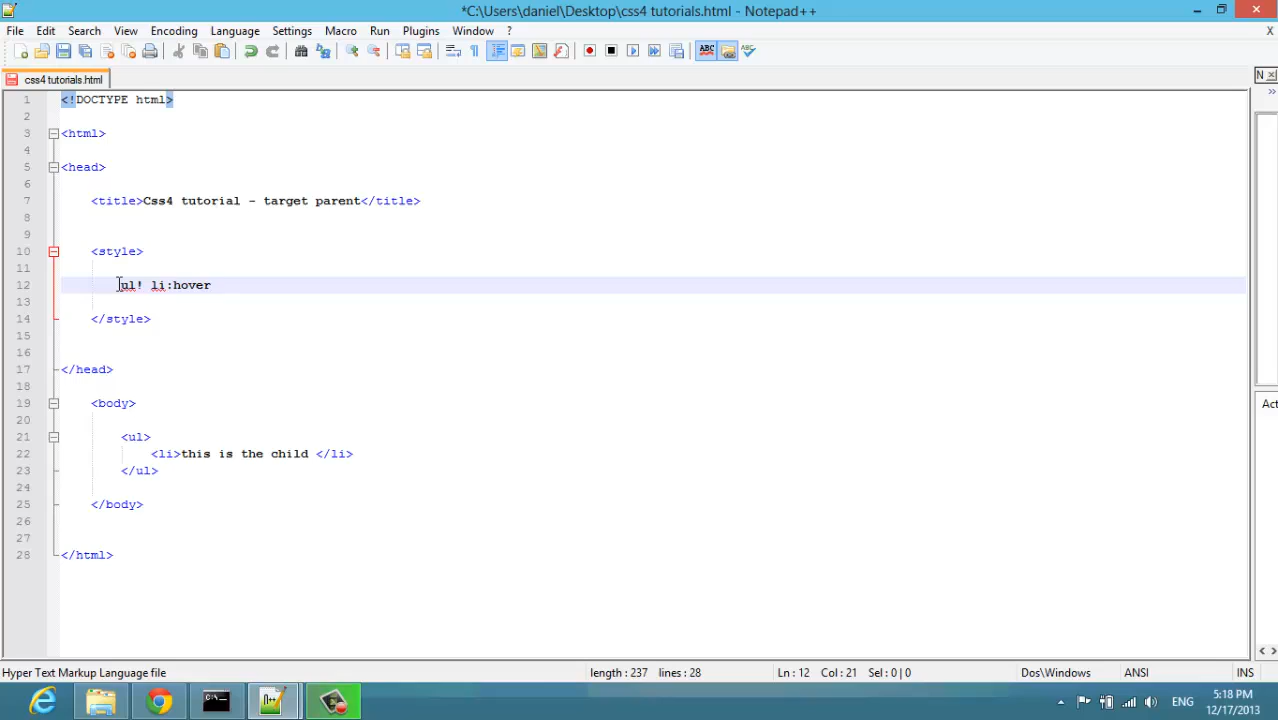 *C:\Users\daniel\Desktop\css4 tutorials.html - Notepad++
File Edit Search View Encoding Language Settings Macro Run Plugins Window ? X
css4 tutorials.html
N
1 <!DOCTYPE html>
2
3 <html>
4
5 <head>
6
7 <title>Css4 tutorial - target parent</title>
8
9
10 <style>
11
12 ul! li:hover
13
14 </style>
15
16
17 </head>
18
19 <body>
20
21 <ul>
22 <li>this is the child </li>
23 </ul>
24
25 </body>
26
27
28 </html>
Act
Hyper Text Markup Language file length : 237 lines : 28 Ln : 12 Col : 21 Sel : 0 | 0 Dos\Windows ANSI INS
ENG
5:18 PM
12/17/2013